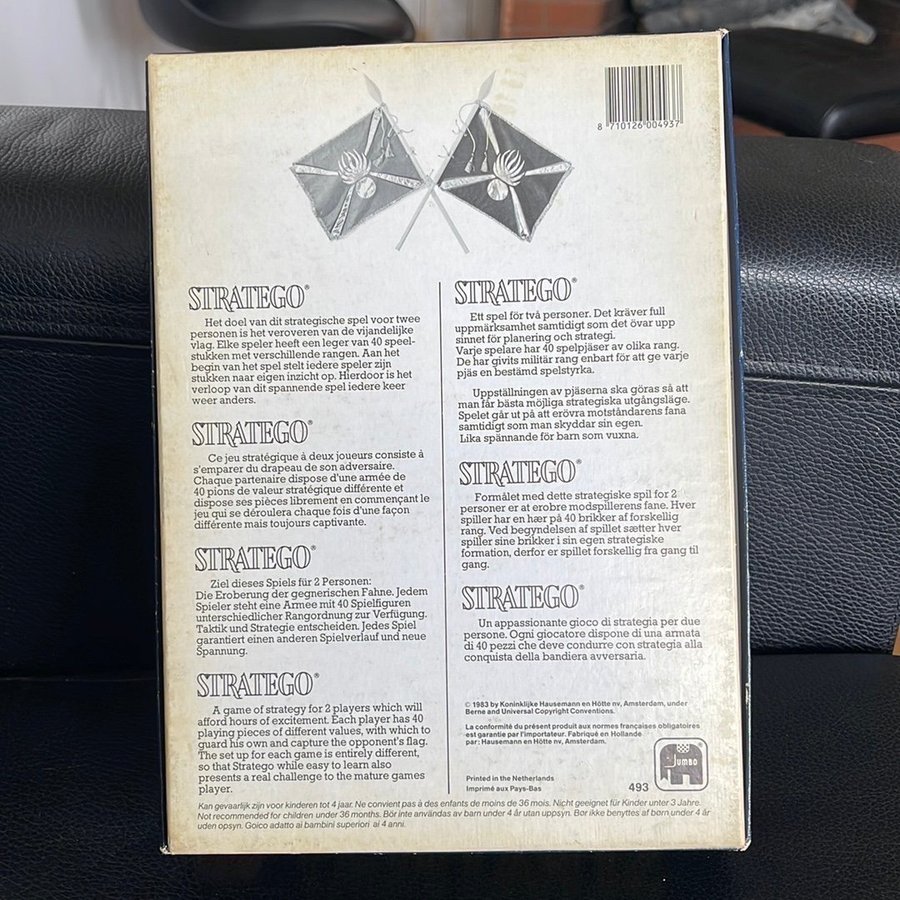 8 710126 004937
STRATEGO®
Het doel van dit strategische spel voor twee
personen is het veroveren van de vijandelijke
vlag. Elke speler heeft een leger van 40 speel-
stukken met verschillende rangen. Aan het
begin van het spel stelt iedere speler zijn
stukken naar eigen inzicht op. Hierdoor is het
verloop van dit spannende spel iedere keer
weer anders.
STRATEGO®
Ce jeu stratégique à deux joueurs consiste à
s'emparer du drapeau de son adversaire.
Chaque partenaire dispose d'une armée de
40 pions de valeur stratégique différente et
dispose ses pièces librement en commençant le
jeu qui se déroulera chaque fois d'une façon
différente mais toujours captivante.
STRATEGO®
Ziel dieses Spiels für 2 Personen:
Die Eroberung der gegnerischen Fahne. Jedem
Spieler steht eine Armee mit 40 Spielfiguren
unterschiedlicher Rangordnung zur Verfügung.
Taktik und Strategie entscheiden. Jedes Spiel
garantiert einen anderen Spielverlauf und neue
Spannung.
STRATEGO®
A game of strategy for 2 players which will
afford hours of excitement. Each player has 40
playing pieces of different values, with which to
guard his own and capture the opponent's flag.
The set up for each game is entirely different,
so that Stratego while easy to learn also
presents a real challenge to the mature games
player.
STRATEGO®
Ett spel för två personer. Det kräver full
uppmärksamhet samtidigt som det övar upp
sinnet för planering och strategi.
Varje spelare har 40 spelpjäser av olika rang.
De har givits militär rang enbart för att ge varje
pjäs en bestämd spelstyrka.
Uppställningen av pjäserna ska göras så att
man får bästa möjliga strategiska utgångsläge.
Spelet går ut på att erövra motståndarens fana
samtidigt som man skyddar sin egen.
Lika spännande för barn som vuxna.
STRATEGO®
Formålet med dette strategiske spil for 2
personer er at erobre modspillerens fane. Hver
spiller har en hær på 40 brikker af forskellig
rang. Ved begyndelsen af spillet sætter hver
spiller sine brikker i sin egen strategiske
formation, derfor er spillet forskellig fra gang til
gang.
STRATEGO®
Un appassionante gioco di strategia per due
persone. Ogni giocatore dispone di una armata
di 40 pezzi che deve condurre con strategia alla
conquista della bandiera avversaria.
© 1983 by Koninklijke Hausemann en Hötte nv, Amsterdam, under
Berne and Universal Copyright Conventions.
La conformité du présent produit aux normes françaises obligatoires
est garantie par l'importateur. Fabriqué en Hollande
par: Hausemann en Hötte nv, Amsterdam.
Printed in the Netherlands
Imprimé aux Pays-Bas
493
JUMBO
Kan gevaarlijk zijn voor kinderen tot 4 jaar. Ne convient pas à des enfants de moins de 36 mois. Nicht geeignet für Kinder unter 3 Jahre.
Not recommended for children under 36 months. Bör inte användas av barn under 4 år utan uppsyn. Bør ikke benyttes af børn under 4 år
uden opsyn. Goico adatto ai bambini superiori ai 4 anni.